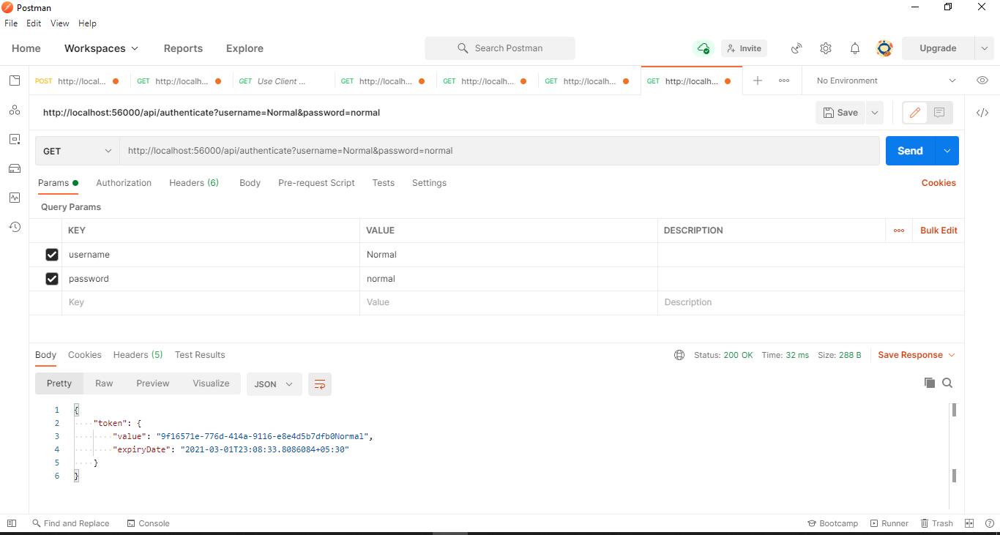 Postman
File Edit View Help
Home Workspaces Reports Explore Search Postman Invite Upgrade
POST http://local... GET http://localh... GET Use Client ... GET http://localh... GET http://localh... GET http://localh... GET http://localh... No Environment
http://localhost:56000/api/authenticate?username=Normal&password=normal Save
GET http://localhost:56000/api/authenticate?username=Normal&password=normal Send
Params Authorization Headers (6) Body Pre-request Script Tests Settings Cookies
Query Params
KEY VALUE DESCRIPTION Bulk Edit
username Normal
password normal
Key Value Description
Body Cookies Headers (5) Test Results Status: 200 OK Time: 32 ms Size: 288 B Save Response
Pretty Raw Preview Visualize JSON
1 {
2 "token": {
3 "value": "9f16571e-776d-414a-9116-e8e4d5b7dfb0Normal",
4 "expiryDate": "2021-03-01T23:08:33.8086084+05:30"
5 }
6 }
Find and Replace Console Bootcamp Runner Trash